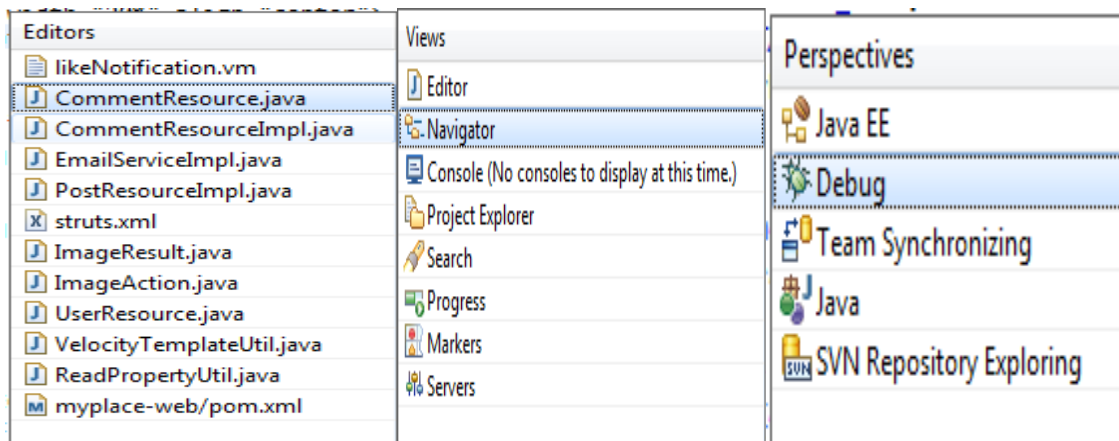 Editors
likeNotification.vm
CommentResource.java
CommentResourceImpl.java
EmailServiceImpl.java
PostResourceImpl.java
struts.xml
ImageResult.java
ImageAction.java
UserResource.java
VelocityTemplateUtil.java
ReadPropertyUtil.java
myplace-web/pom.xml
Views
Editor
Navigator
Console (No consoles to display at this time.)
Project Explorer
Search
Progress
Markers
Servers
Perspectives
Java EE
Debug
Team Synchronizing
Java
SVN Repository Exploring